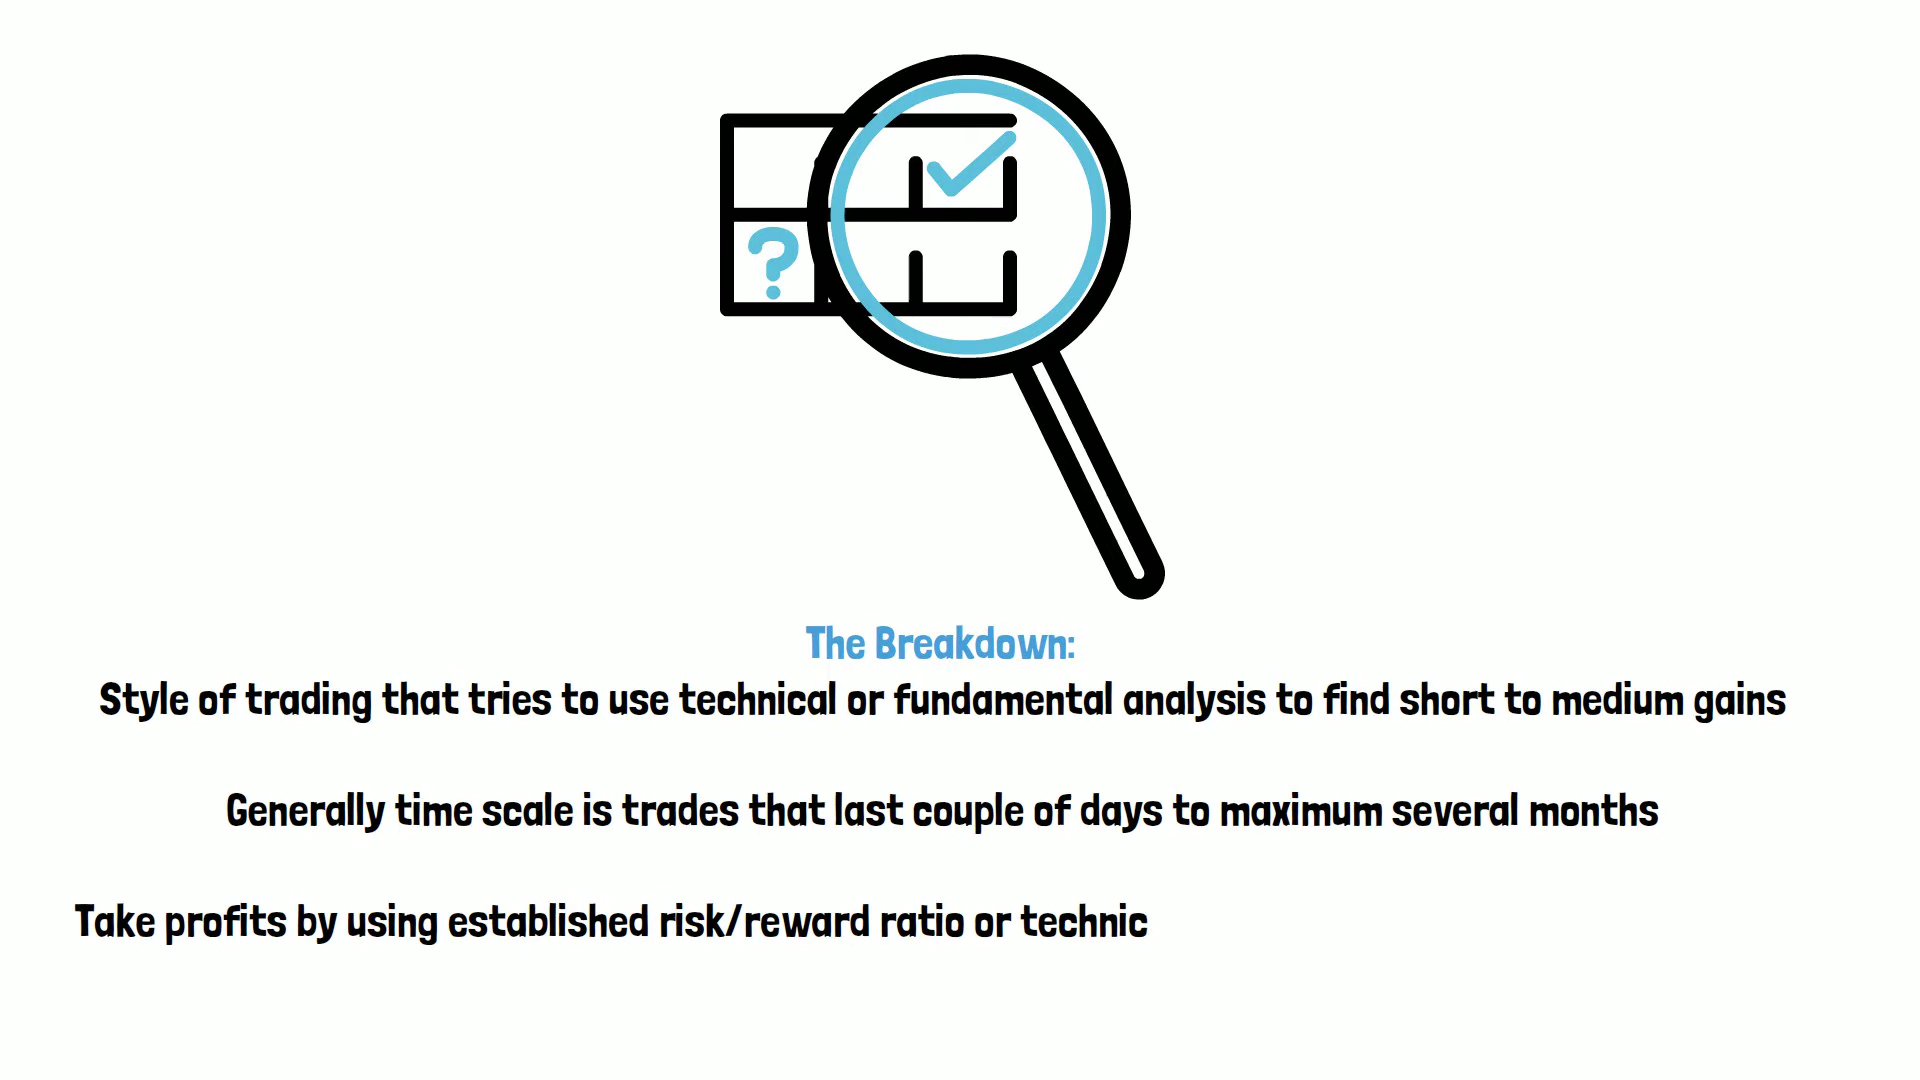 ?
The Breakdown:
Style of trading that tries to use technical or fundamental analysis to find short to medium gains
Generally time scale is trades that last couple of days to maximum several months
Take profits by using established risk/reward ratio or technic